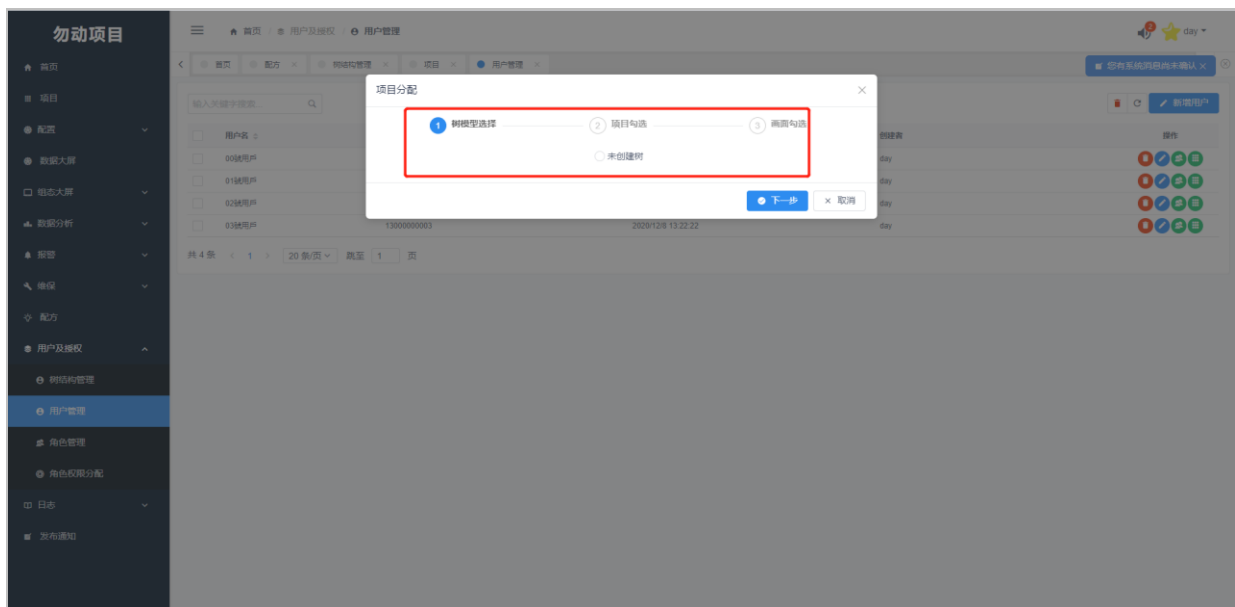 勿动项目
首页 / 用户及授权 / 用户管理
2
day
首页
项目
配置
数据大屏
组态大屏
数据分析
报警
维保
配方
用户及授权
树结构管理
用户管理
角色管理
角色权限分配
日志
发布通知
首页 配方 × 树结构管理 × 项目 × 用户管理 ×
您有系统消息尚未确认 ×
输入关键字搜索...
新增用户
用户名 创建者 操作
00號用戶 day
01號用戶 day
02號用戶 day
03號用戶 13000000003 2020/12/8 13:22:22 day
共 4 条 < 1 > 20 条/页 跳至 1 页
项目分配 ×
1 树模型选择 2 项目勾选 3 画面勾选
未创建树
下一步 × 取消